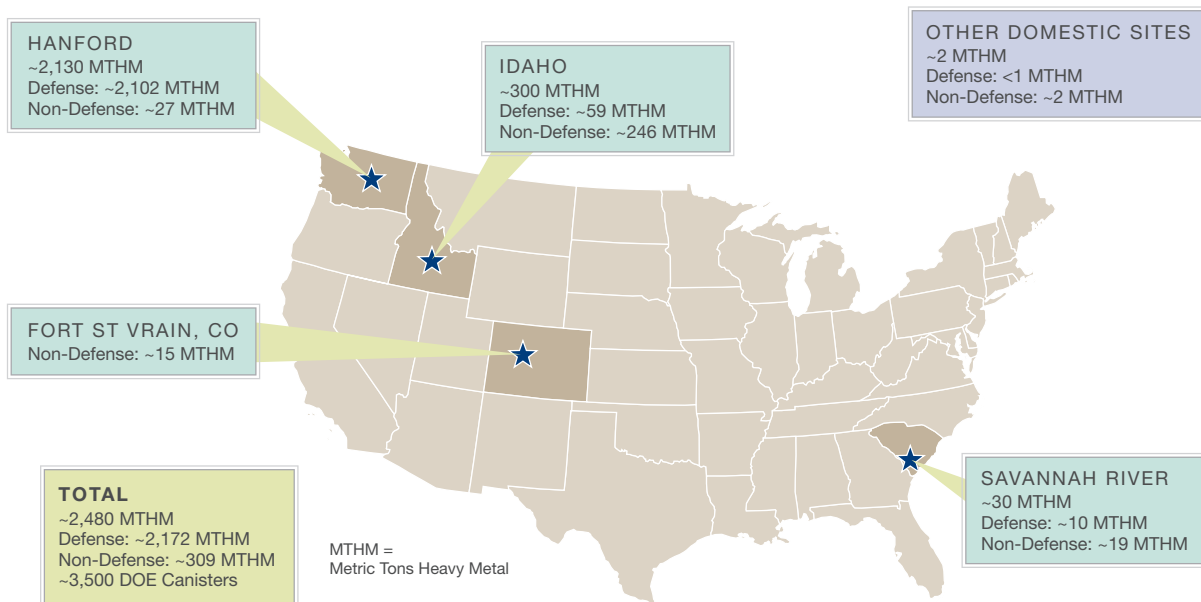 HANFORD
~2,130 MTHM
Defense: ~2,102 MTHM
Non-Defense: ~27 MTHM
IDAHO
~300 MTHM
Defense: ~59 MTHM
Non-Defense: ~246 MTHM
OTHER DOMESTIC SITES
~2 MTHM
Defense: <1 MTHM
Non-Defense: ~2 MTHM
FORT ST VRAIN, CO
Non-Defense: ~15 MTHM
TOTAL
~2,480 MTHM
Defense: ~2,172 MTHM
Non-Defense: ~309 MTHM
~3,500 DOE Canisters
MTHM =
Metric Tons Heavy Metal
SAVANNAH RIVER
~30 MTHM
Defense: ~10 MTHM
Non-Defense: ~19 MTHM